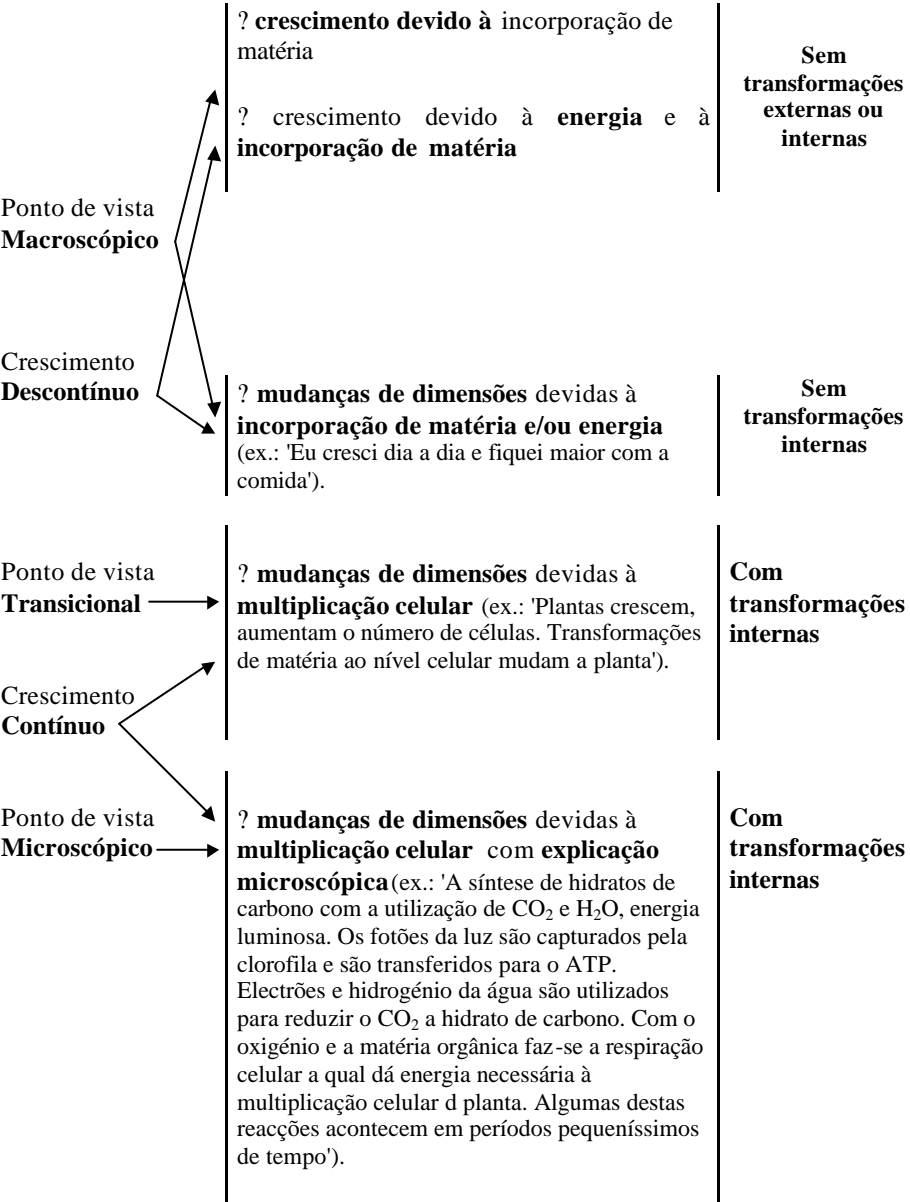 ? crescimento devido à incorporação de
matéria
Sem
transformações
externas ou
internas
? crescimento devido à energia e à
incorporação de matéria
Ponto de vista
Macroscópico
Crescimento
Descontínuo
? mudanças de dimensões devidas à
incorporação de matéria e/ou energia
(ex.: 'Eu cresci dia a dia e fiquei maior com a
comida').
Sem
transformações
internas
Ponto de vista
Transicional
? mudanças de dimensões devidas à
multiplicação celular (ex.: 'Plantas crescem,
aumentam o número de células. Transformações
de matéria ao nível celular mudam a planta').
Com
transformações
internas
Crescimento
Contínuo
Ponto de vista
Microscópico
? mudanças de dimensões devidas à
multiplicação celular com explicação
microscópica(ex.: 'A síntese de hidratos de
carbono com a utilização de CO₂ e H₂O, energia
luminosa. Os fotões da luz são capturados pela
clorofila e são transferidos para o ATP.
Electrões e hidrogénio da água são utilizados
para reduzir o CO₂ a hidrato de carbono. Com o
oxigénio e a matéria orgânica faz-se a respiração
celular a qual dá energia necessária à
multiplicação celular d planta. Algumas destas
reacções acontecem em períodos pequeníssimos
de tempo').
Com
transformações
internas